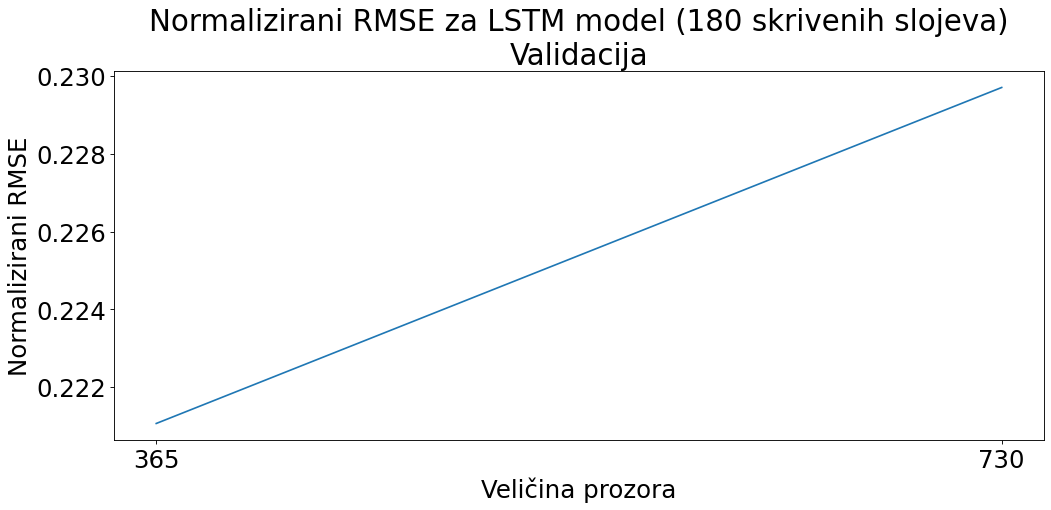 Normalizirani RMSE za LSTM model (180 skrivenih slojeva)
Validacija
0.230
0.228
0.226
0.224
0.222
Normalizirani RMSE
365
730
Veličina prozora